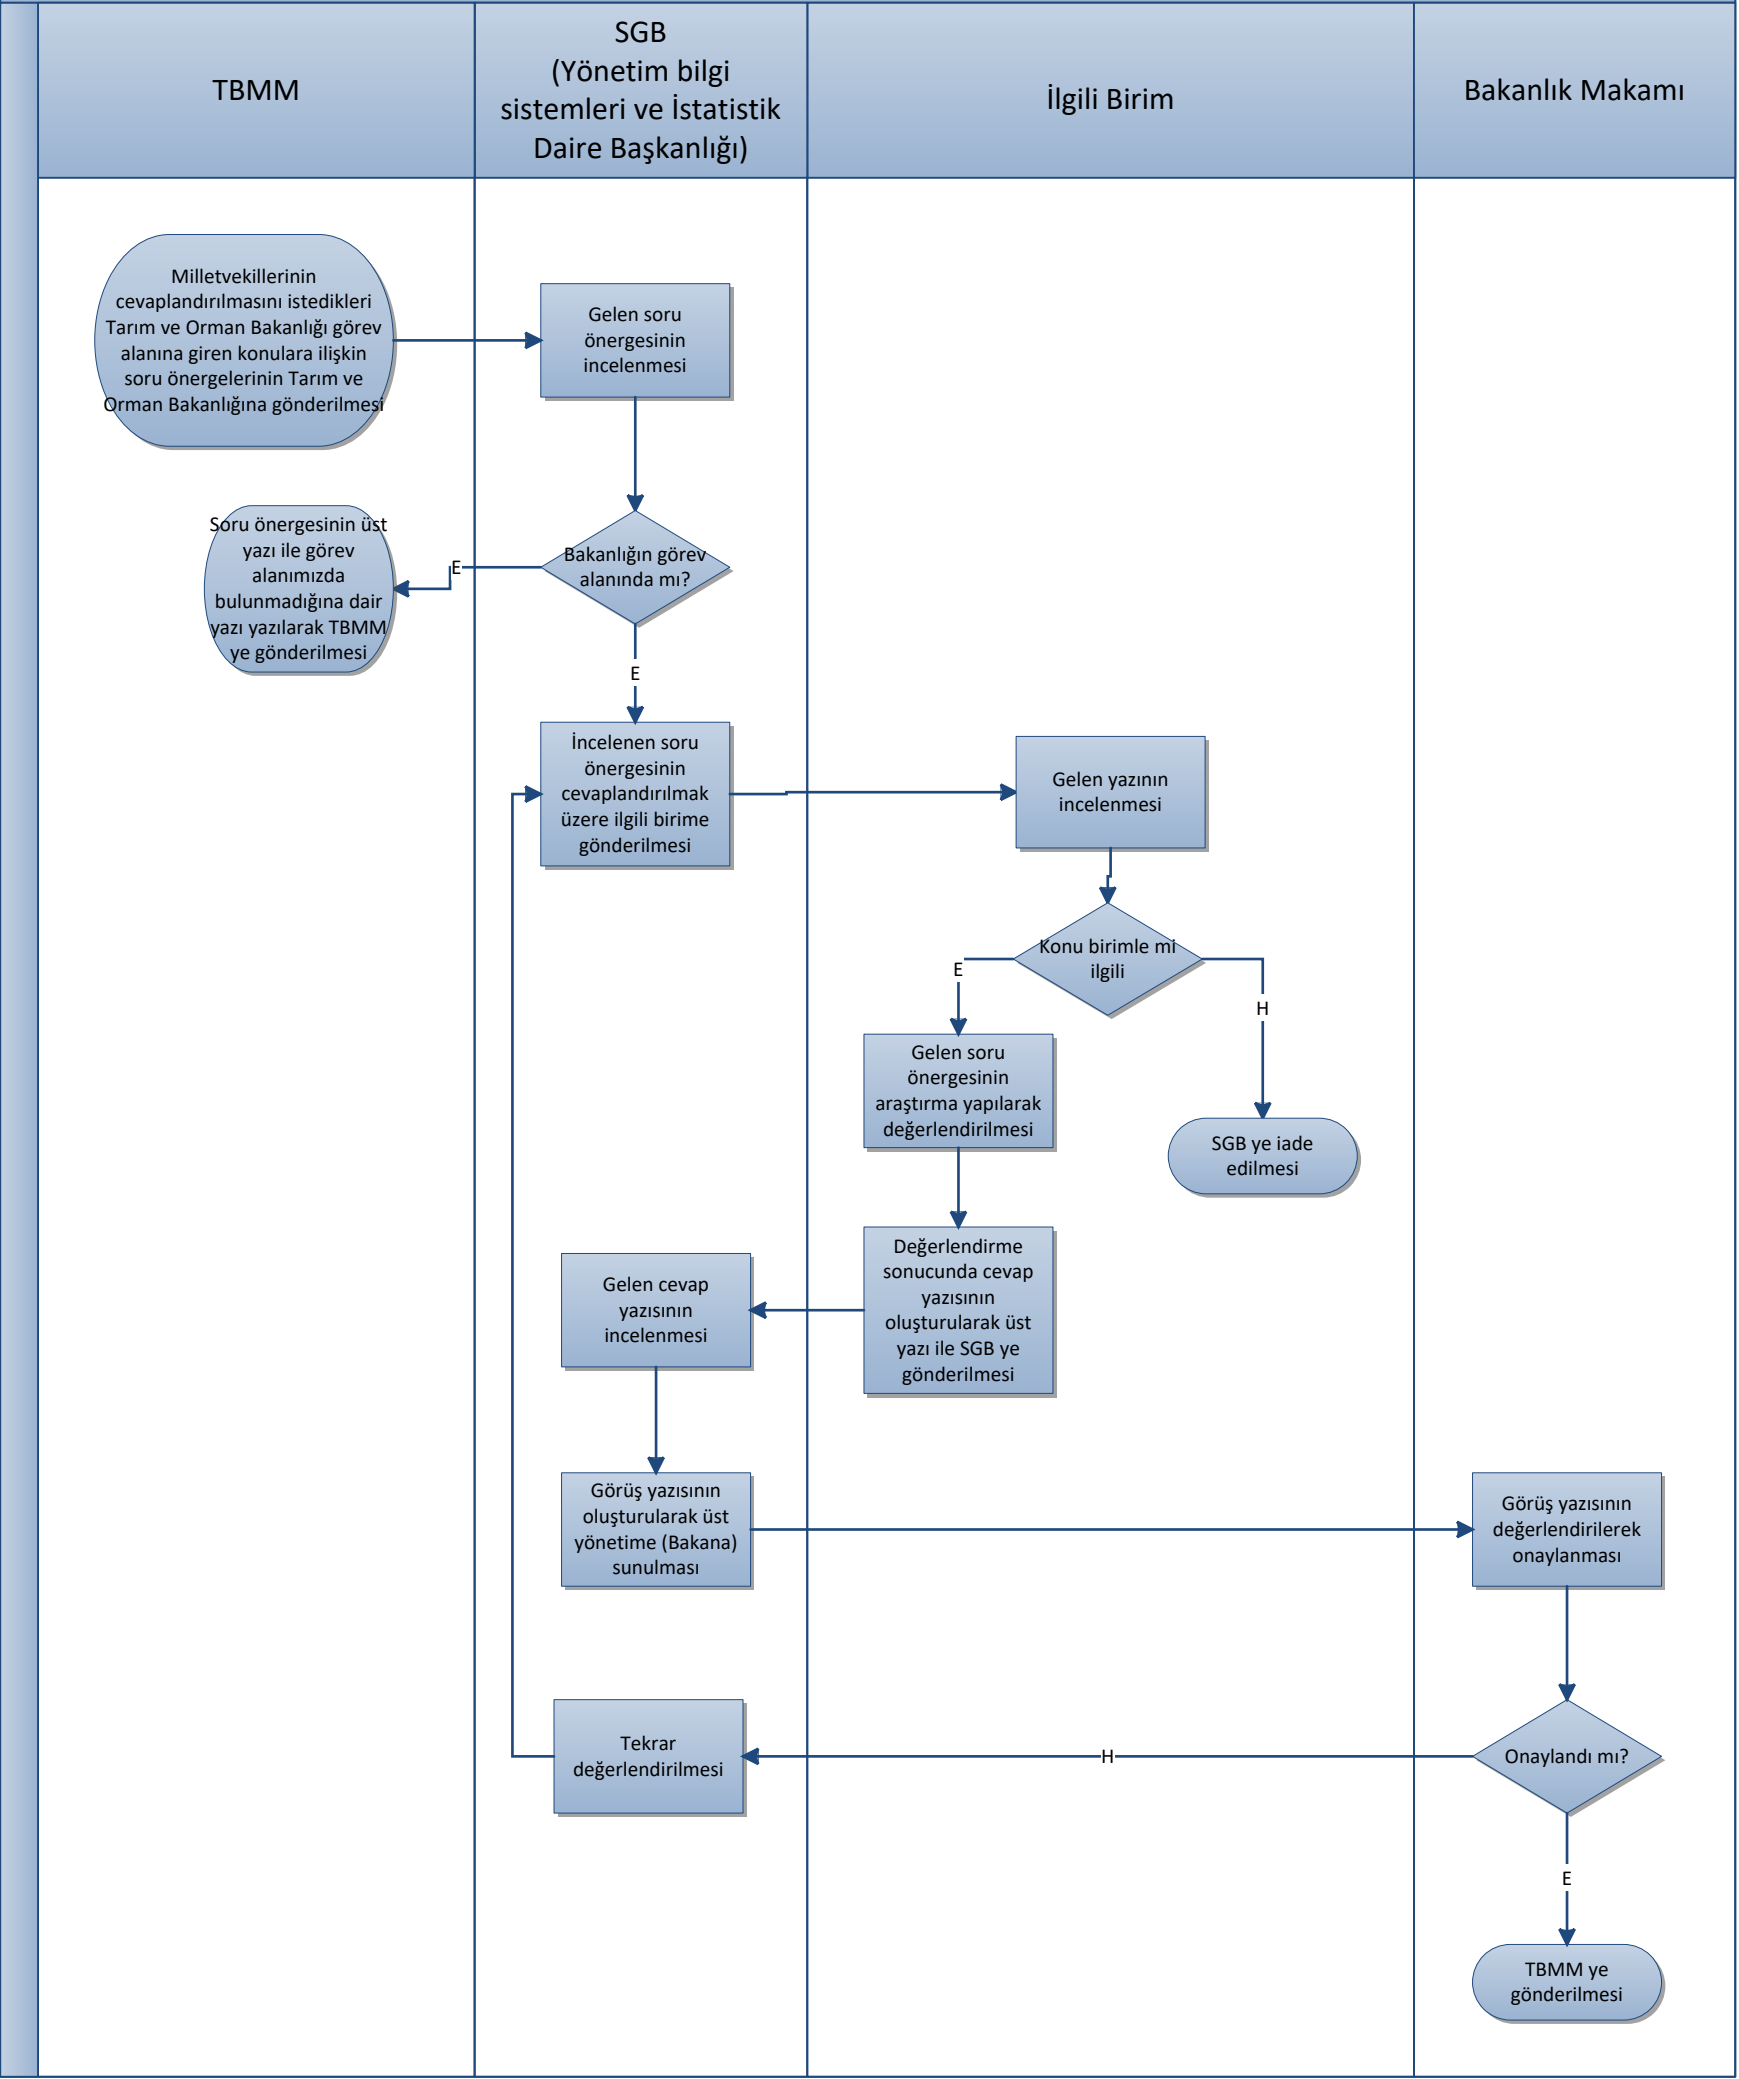 TBMM
SGB
(Yönetim bilgi
sistemleri ve İstatistik
Daire Başkanlığı)
İlgili Birim
Bakanlık Makamı
Milletvekillerinin
cevaplandırılmasını istedikleri
Tarım ve Orman Bakanlığı görev
alanına giren konulara ilişkin
soru önergelerinin Tarım ve
Orman Bakanlığına gönderilmesi
Gelen soru
önergesinin
incelenmesi
Soru önergesinin üst
yazı ile görev
alanımızda
bulunmadığına dair
yazı yazılarak TBMM
ye gönderilmesi
E
Bakanlığın görev
alanında mı?
E
İncelenen soru
önergesinin
cevaplandırılmak
üzere ilgili birime
gönderilmesi
Gelen yazının
incelenmesi
Konu birimle mi
ilgili
E
H
Gelen soru
önergesinin
araştırma yapılarak
değerlendirilmesi
SGB ye iade
edilmesi
Değerlendirme
sonucunda cevap
yazısının
oluşturularak üst
yazı ile SGB ye
gönderilmesi
Gelen cevap
yazısının
incelenmesi
Görüş yazısının
oluşturularak üst
yönetime (Bakana)
sunulması
Görüş yazısının
değerlendirilerek
onaylanması
Tekrar
değerlendirilmesi
H
Onaylandı mı?
E
TBMM ye
gönderilmesi